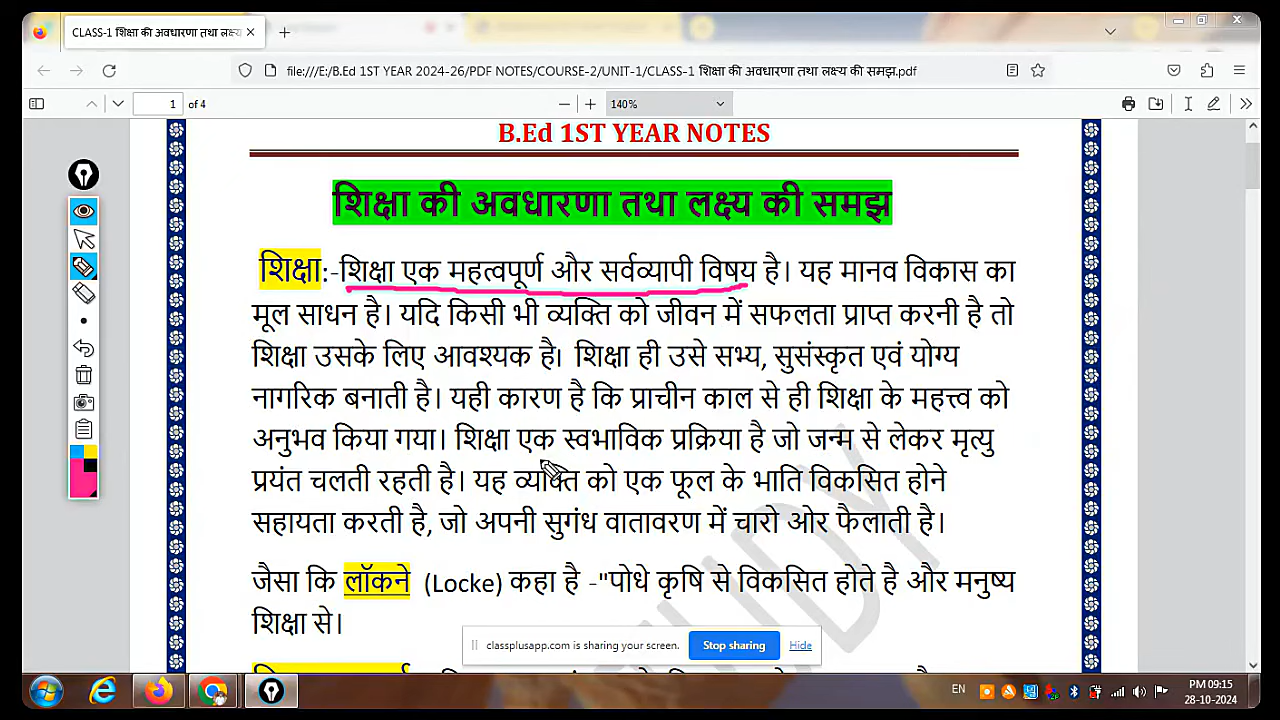 CLASS-1 शिक्षा की अवधारणा तथा लक्ष्य
file:///E:/B.Ed 1ST YEAR 2024-26/PDF NOTES/COURSE-2/UNIT-1/CLASS-1 शिक्षा की अवधारणा तथा लक्ष्य की समझ.pdf
1 of 4
140%
B.Ed 1ST YEAR NOTES
शिक्षा की अवधारणा तथा लक्ष्य की समझ
शिक्षा:-शिक्षा एक महत्वपूर्ण और सर्वव्यापी विषय है। यह मानव विकास का
मूल साधन है। यदि किसी भी व्यक्ति को जीवन में सफलता प्राप्त करनी है तो
शिक्षा उसके लिए आवश्यक है। शिक्षा ही उसे सभ्य, सुसंस्कृत एवं योग्य
नागरिक बनाती है। यही कारण है कि प्राचीन काल से ही शिक्षा के महत्त्व को
अनुभव किया गया। शिक्षा एक स्वभाविक प्रक्रिया है जो जन्म से लेकर मृत्यु
प्रयंत चलती रहती है। यह व्यक्ति को एक फूल के भाति विकसित होने
सहायता करती है, जो अपनी सुगंध वातावरण में चारो ओर फैलाती है।
जैसा कि लॉकने (Locke) कहा है -"पोधे कृषि से विकसित होते है और मनुष्य
शिक्षा से।
classplusapp.com is sharing your screen. Stop sharing Hide
EN
PM 09:15
28-10-2024